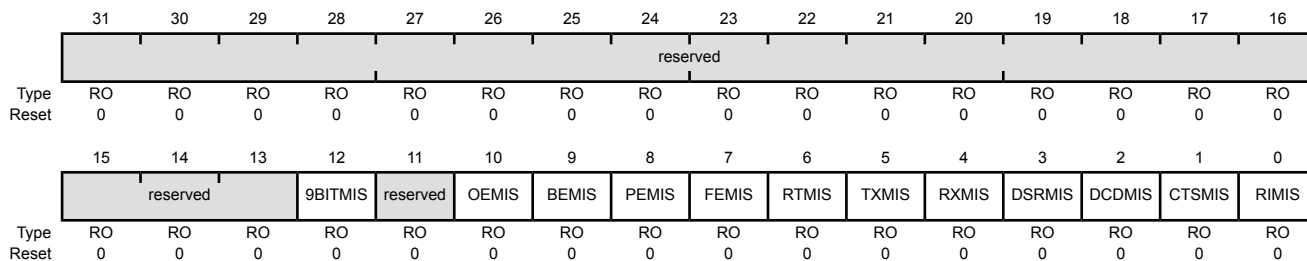 31 30 29 28 27 26 25 24 23 22 21 20 19 18 17 16
reserved
Type RO RO RO RO RO RO RO RO RO RO RO RO RO RO RO RO
Reset 0 0 0 0 0 0 0 0 0 0 0 0 0 0 0 0
15 14 13 12 11 10 9 8 7 6 5 4 3 2 1 0
reserved 9BITMIS reserved OEMIS BEMIS PEMIS FEMIS RTMIS TXMIS RXMIS DSRMIS DCDMIS CTSMIS RIMIS
Type RO RO RO RO RO RO RO RO RO RO RO RO RO RO RO RO
Reset 0 0 0 0 0 0 0 0 0 0 0 0 0 0 0 0